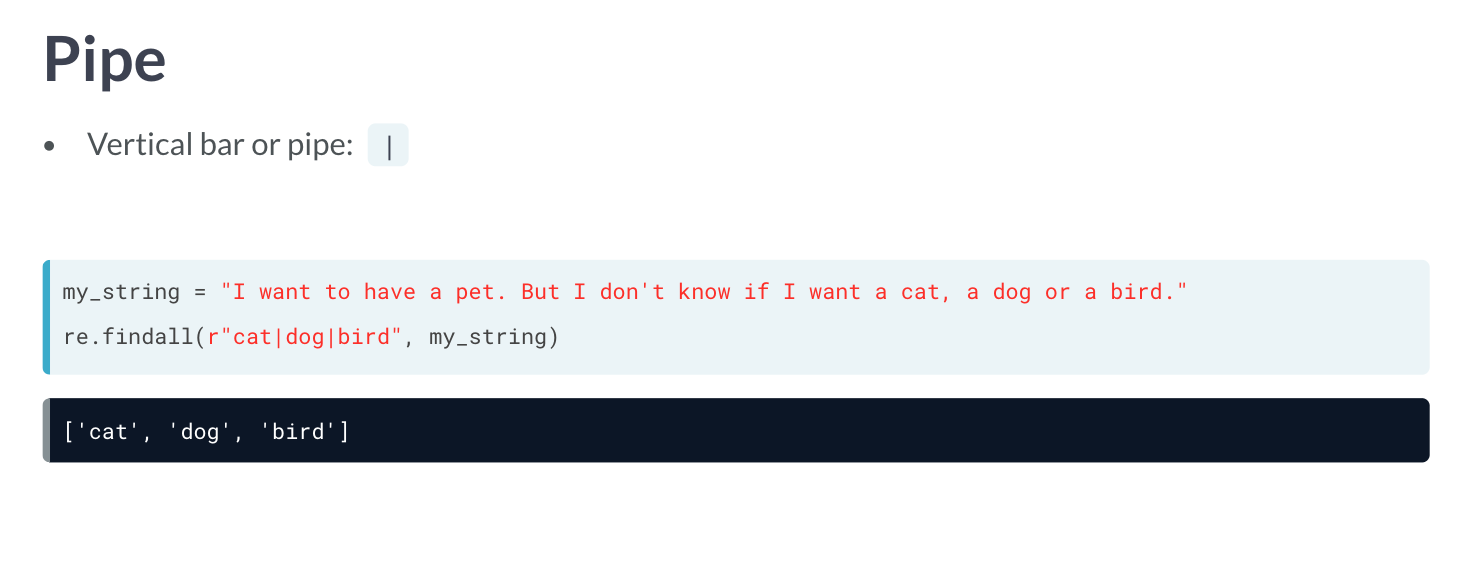 Pipe
• Vertical bar or pipe: |
my_string = "I want to have a pet. But I don't know if I want a cat, a dog or a bird."
re.findall(r"cat|dog|bird", my_string)
['cat', 'dog', 'bird']